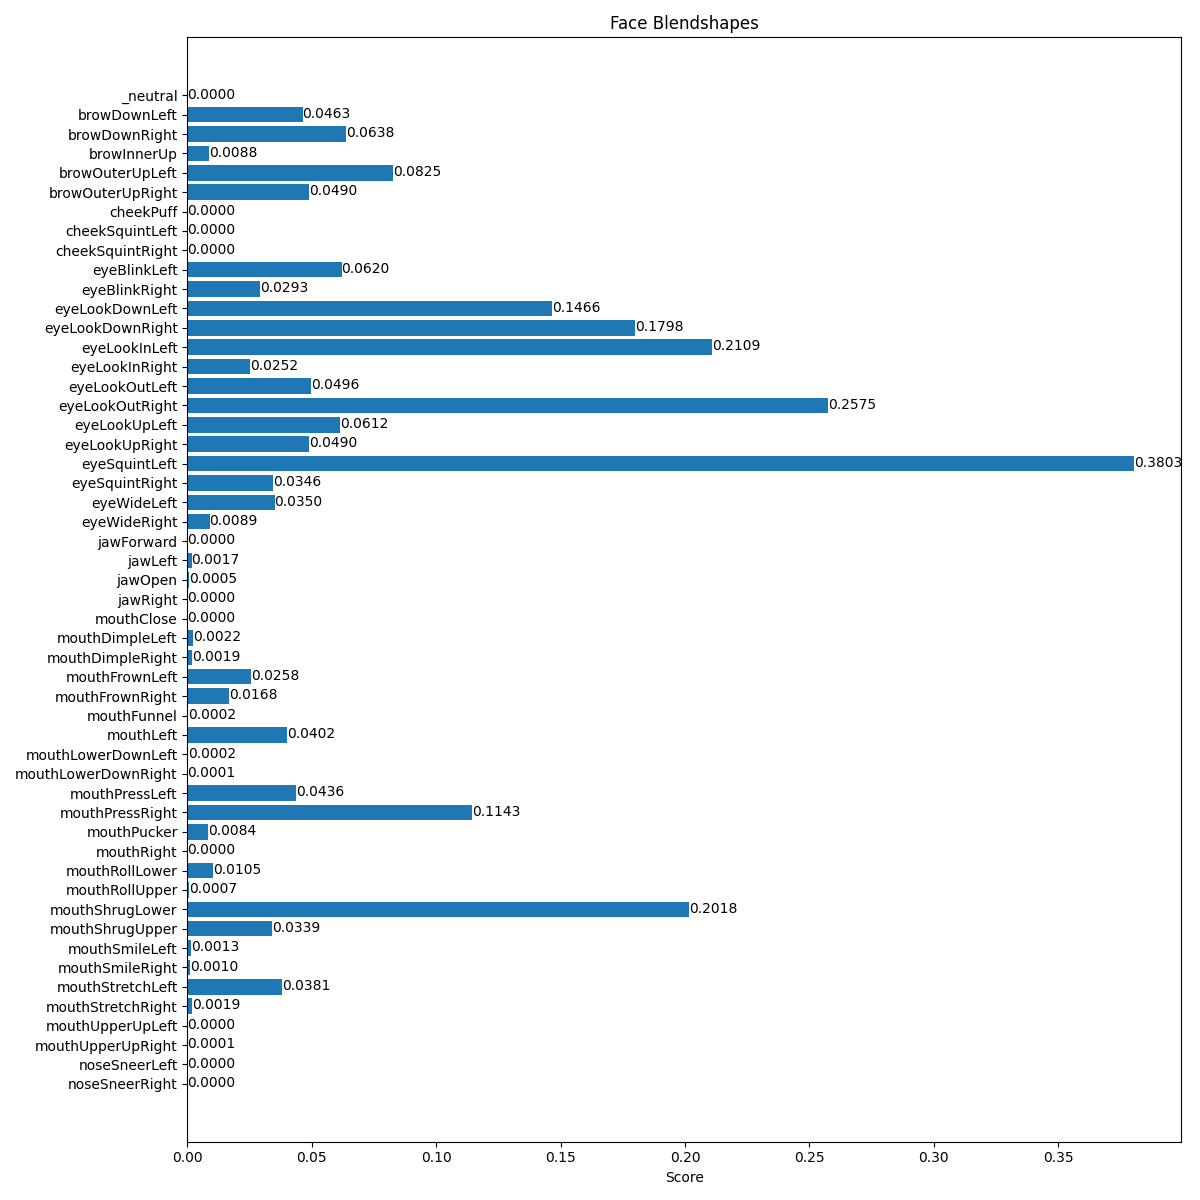 Face Blendshapes
_neutral 0.0000
browDownLeft 0.0463
browDownRight 0.0638
browInnerUp 0.0088
browOuterUpLeft 0.0825
browOuterUpRight 0.0490
cheekPuff 0.0000
cheekSquintLeft 0.0000
cheekSquintRight 0.0000
eyeBlinkLeft 0.0620
eyeBlinkRight 0.0293
eyeLookDownLeft 0.1466
eyeLookDownRight 0.1798
eyeLookInLeft 0.2109
eyeLookInRight 0.0252
eyeLookOutLeft 0.0496
eyeLookOutRight 0.2575
eyeLookUpLeft 0.0612
eyeLookUpRight 0.0490
eyeSquintLeft 0.3803
eyeSquintRight 0.0346
eyeWideLeft 0.0350
eyeWideRight 0.0089
jawForward 0.0000
jawLeft 0.0017
jawOpen 0.0005
jawRight 0.0000
mouthClose 0.0000
mouthDimpleLeft 0.0022
mouthDimpleRight 0.0019
mouthFrownLeft 0.0258
mouthFrownRight 0.0168
mouthFunnel 0.0002
mouthLeft 0.0402
mouthLowerDownLeft 0.0002
mouthLowerDownRight 0.0001
mouthPressLeft 0.0436
mouthPressRight 0.1143
mouthPucker 0.0084
mouthRight 0.0000
mouthRollLower 0.0105
mouthRollUpper 0.0007
mouthShrugLower 0.2018
mouthShrugUpper 0.0339
mouthSmileLeft 0.0013
mouthSmileRight 0.0010
mouthStretchLeft 0.0381
mouthStretchRight 0.0019
mouthUpperUpLeft 0.0000
mouthUpperUpRight 0.0001
noseSneerLeft 0.0000
noseSneerRight 0.0000
0.00 0.05 0.10 0.15 0.20 0.25 0.30 0.35
Score